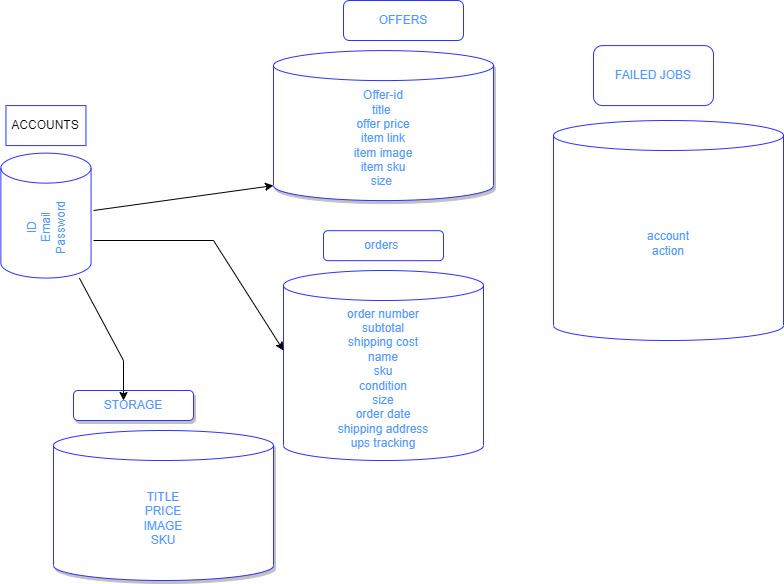 OFFERS
Offer-id
title
offer price
item link
item image
item sku
size
FAILED JOBS
account
action
ACCOUNTS
ID
Email
Password
orders
order number
subtotal
shipping cost
name
sku
condition
size
order date
shipping address
ups tracking
STORAGE
TITLE
PRICE
IMAGE
SKU